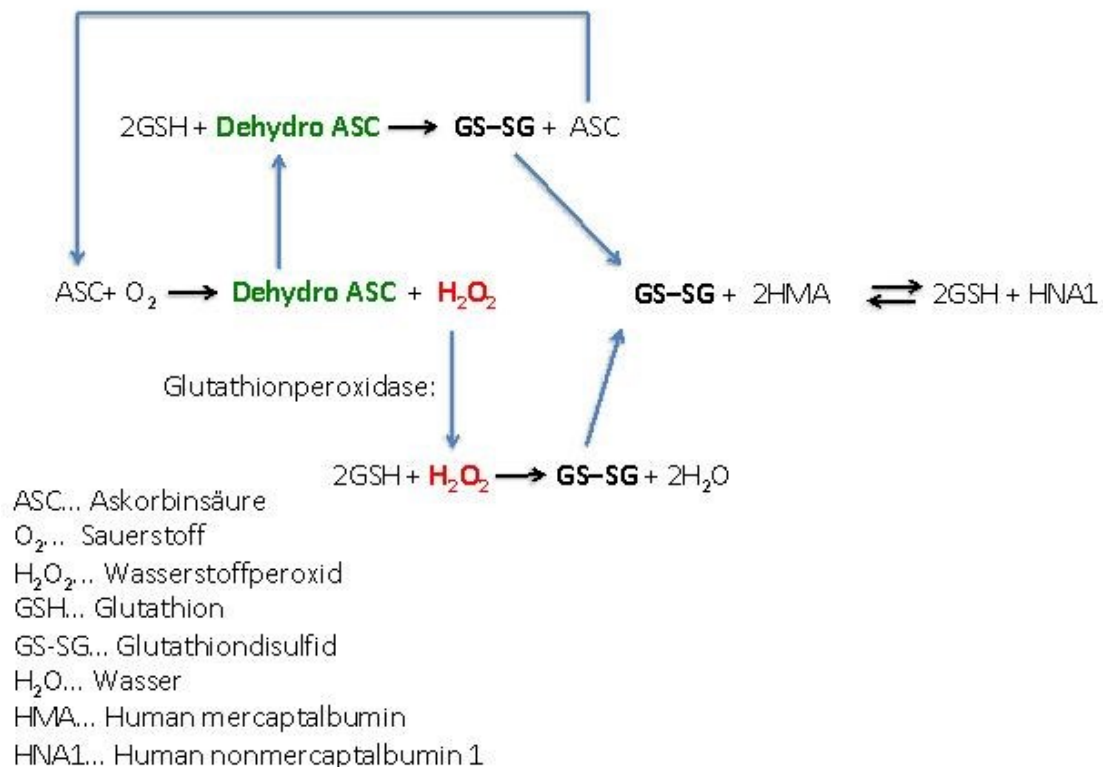 2GSH + Dehydro ASC → GS–SG + ASC
ASC+ O₂ → Dehydro ASC + H₂O₂
GS–SG + 2HMA ⇄ 2GSH + HNA1
Glutathionperoxidase:
2GSH + H₂O₂ → GS–SG + 2H₂O
ASC... Askorbinsäure
O₂... Sauerstoff
H₂O₂... Wasserstoffperoxid
GSH... Glutathion
GS-SG... Glutathiondisulfid
H₂O... Wasser
HMA... Human mercaptalbumin
HNA1... Human nonmercaptalbumin 1